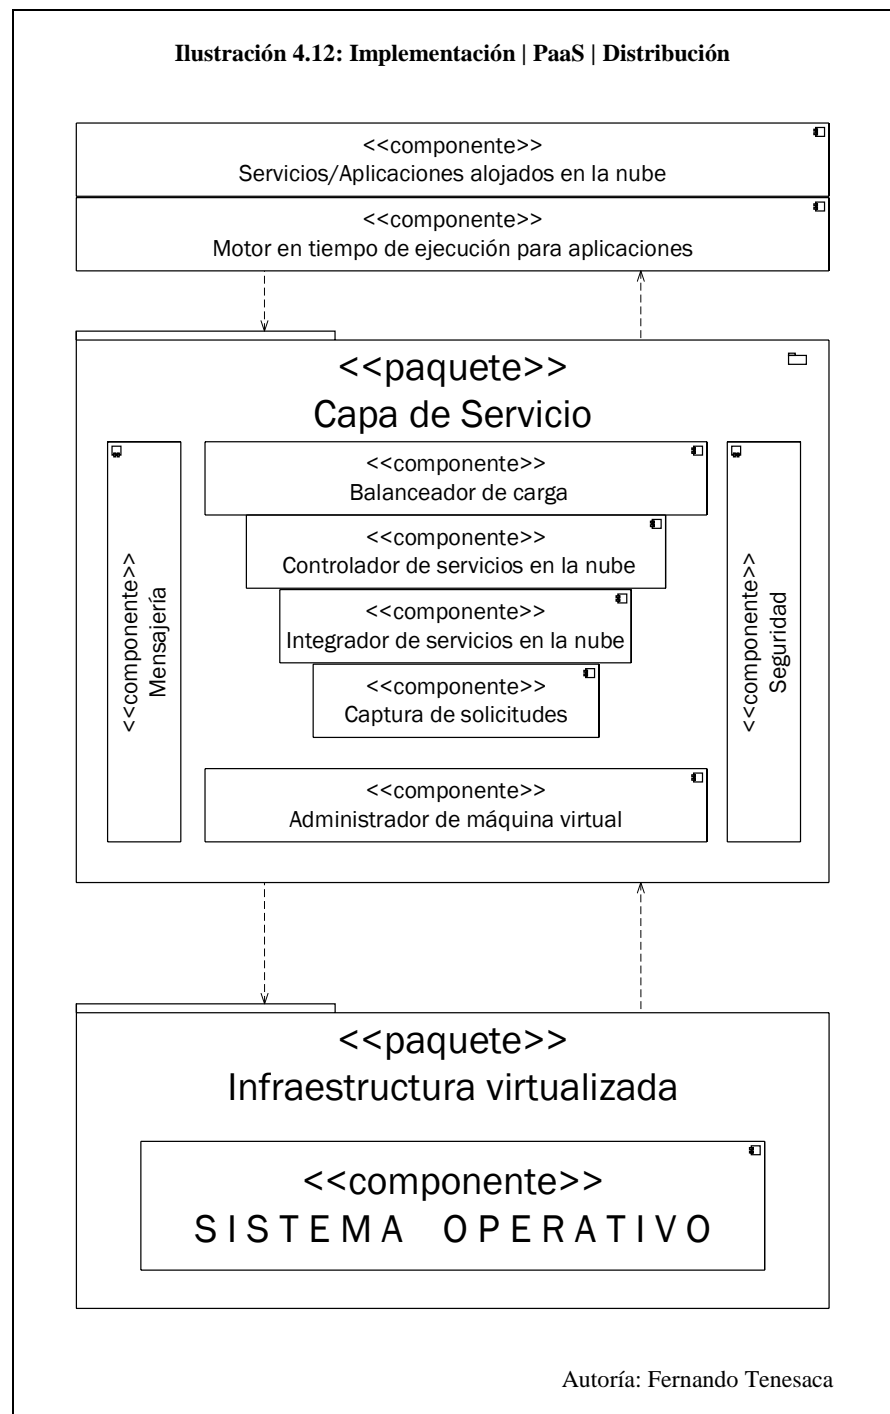 Ilustración 4.12: Implementación | PaaS | Distribución
<<componente>>
Servicios/Aplicaciones alojados en la nube
<<componente>>
Motor en tiempo de ejecución para aplicaciones
<<paquete>>
Capa de Servicio
<<componente>>
Mensajería
<<componente>>
Balanceador de carga
<<componente>>
Controlador de servicios en la nube
<<componente>>
Integrador de servicios en la nube
<<componente>>
Captura de solicitudes
<<componente>>
Administrador de máquina virtual
<<componente>>
Seguridad
<<paquete>>
Infraestructura virtualizada
<<componente>>
SISTEMA OPERATIVO
Autoría: Fernando Tenesaca